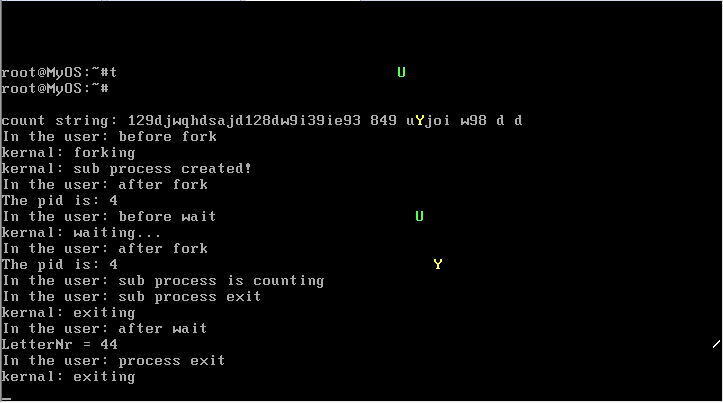 root@MyOS:~#t U
root@MyOS:~#
count string: 129djwqhdsajd128dw9i39ie93 849 uYjoi w98 d d
In the user: before fork
kernal: forking
kernal: sub process created!
In the user: after fork
The pid is: 4
In the user: before wait U
kernal: waiting...
In the user: after fork
The pid is: 4 Y
In the user: sub process is counting
In the user: sub process exit
kernal: exiting
In the user: after wait
LetterNr = 44 /
In the user: process exit
kernal: exiting
_